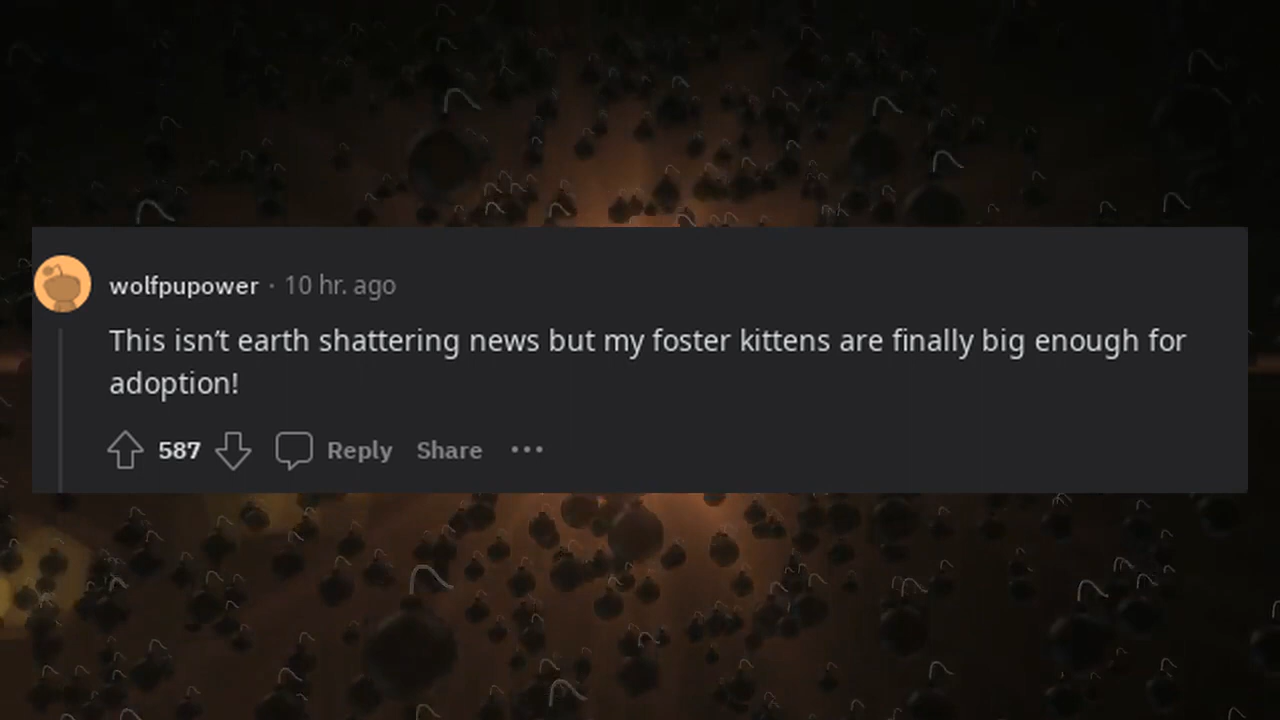 wolfpupower · 10 hr. ago
This isn’t earth shattering news but my foster kittens are finally big enough for
adoption!
587 Reply Share •••